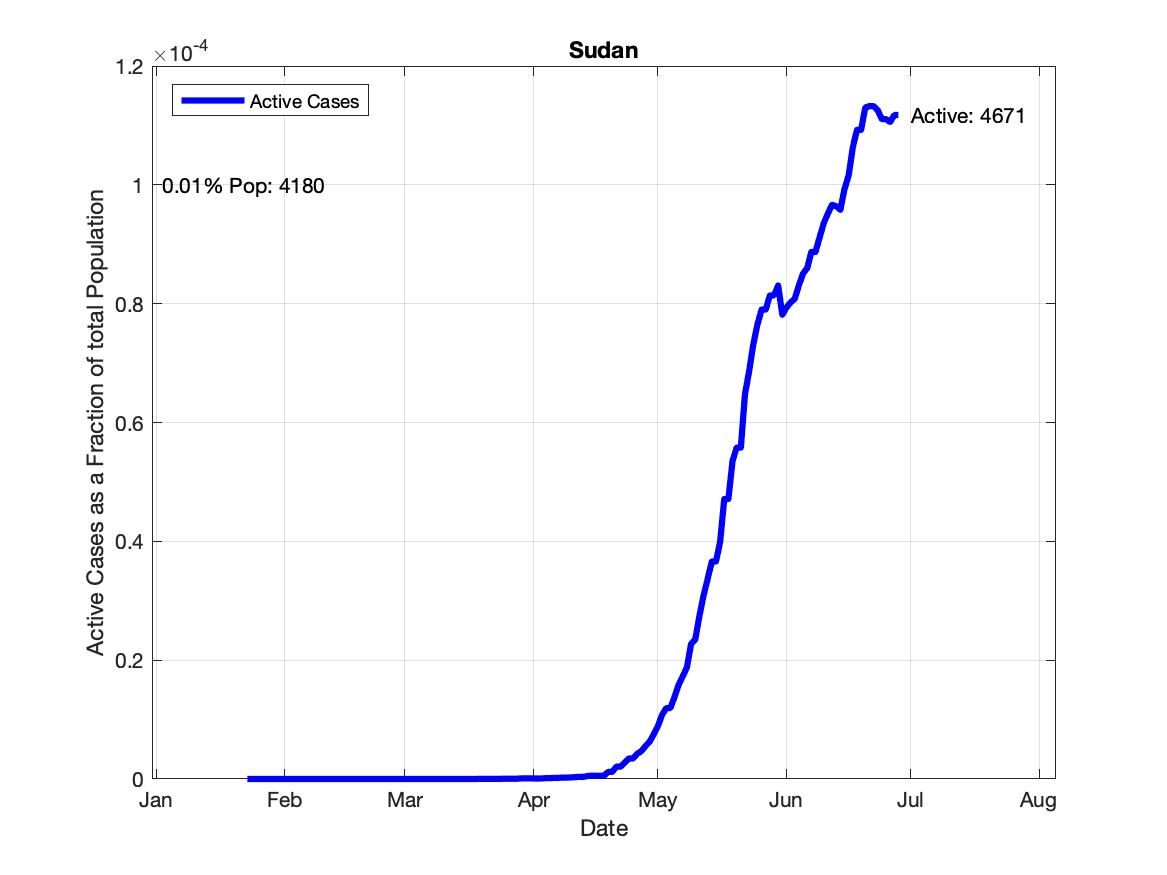 Sudan
×10-4
1.2
1
0.8
0.6
0.4
0.2
0
Active Cases as a Fraction of total Population
Active Cases
0.01% Pop: 4180
Active: 4671
Jan Feb Mar Apr May Jun Jul Aug
Date